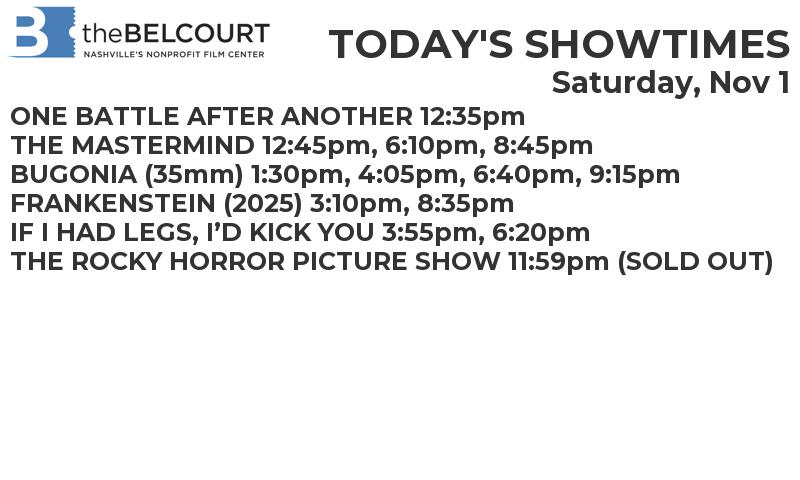 B theBELCOURT
NASHVILLE'S NONPROFIT FILM CENTER
TODAY'S SHOWTIMES
Saturday, Nov 1
ONE BATTLE AFTER ANOTHER 12:35pm
THE MASTERMIND 12:45pm, 6:10pm, 8:45pm
BUGONIA (35mm) 1:30pm, 4:05pm, 6:40pm, 9:15pm
FRANKENSTEIN (2025) 3:10pm, 8:35pm
IF I HAD LEGS, I’D KICK YOU 3:55pm, 6:20pm
THE ROCKY HORROR PICTURE SHOW 11:59pm (SOLD OUT)